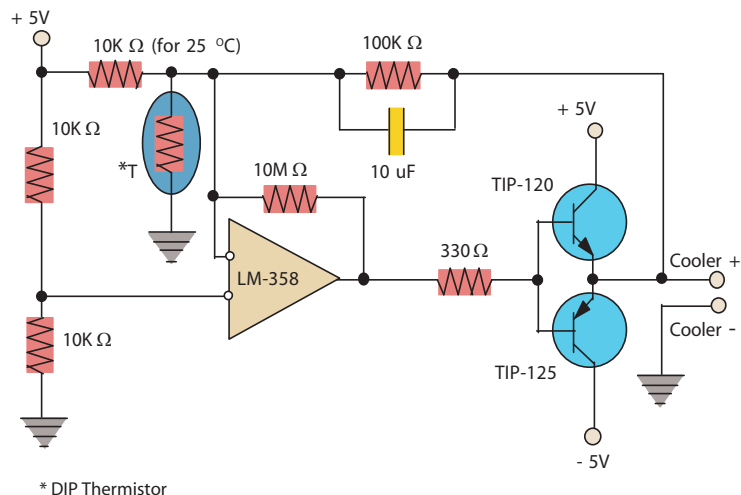 + 5V
10K Ω (for 25 °C)
100K Ω
10K Ω
+ 5V
*T
10 uF
10M Ω
TIP-120
330 Ω
LM-358
Cooler +
10K Ω
Cooler -
TIP-125
- 5V
* DIP Thermistor